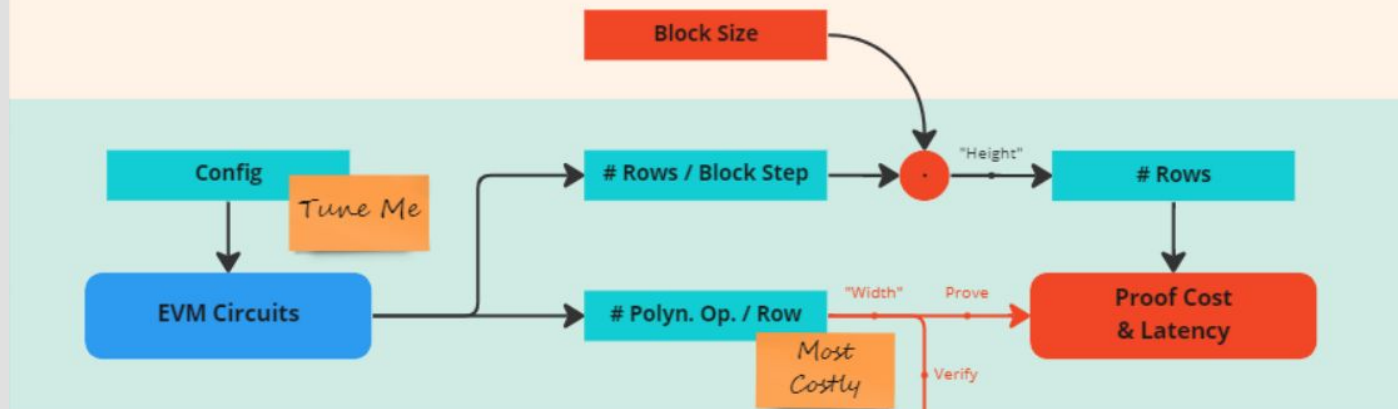 Block Size
Config
Tune Me
# Rows / Block Step
"Height"
# Rows
EVM Circuits
# Polyn. Op. / Row
"Width"
Prove
Proof Cost
& Latency
Most
Costly
Verify